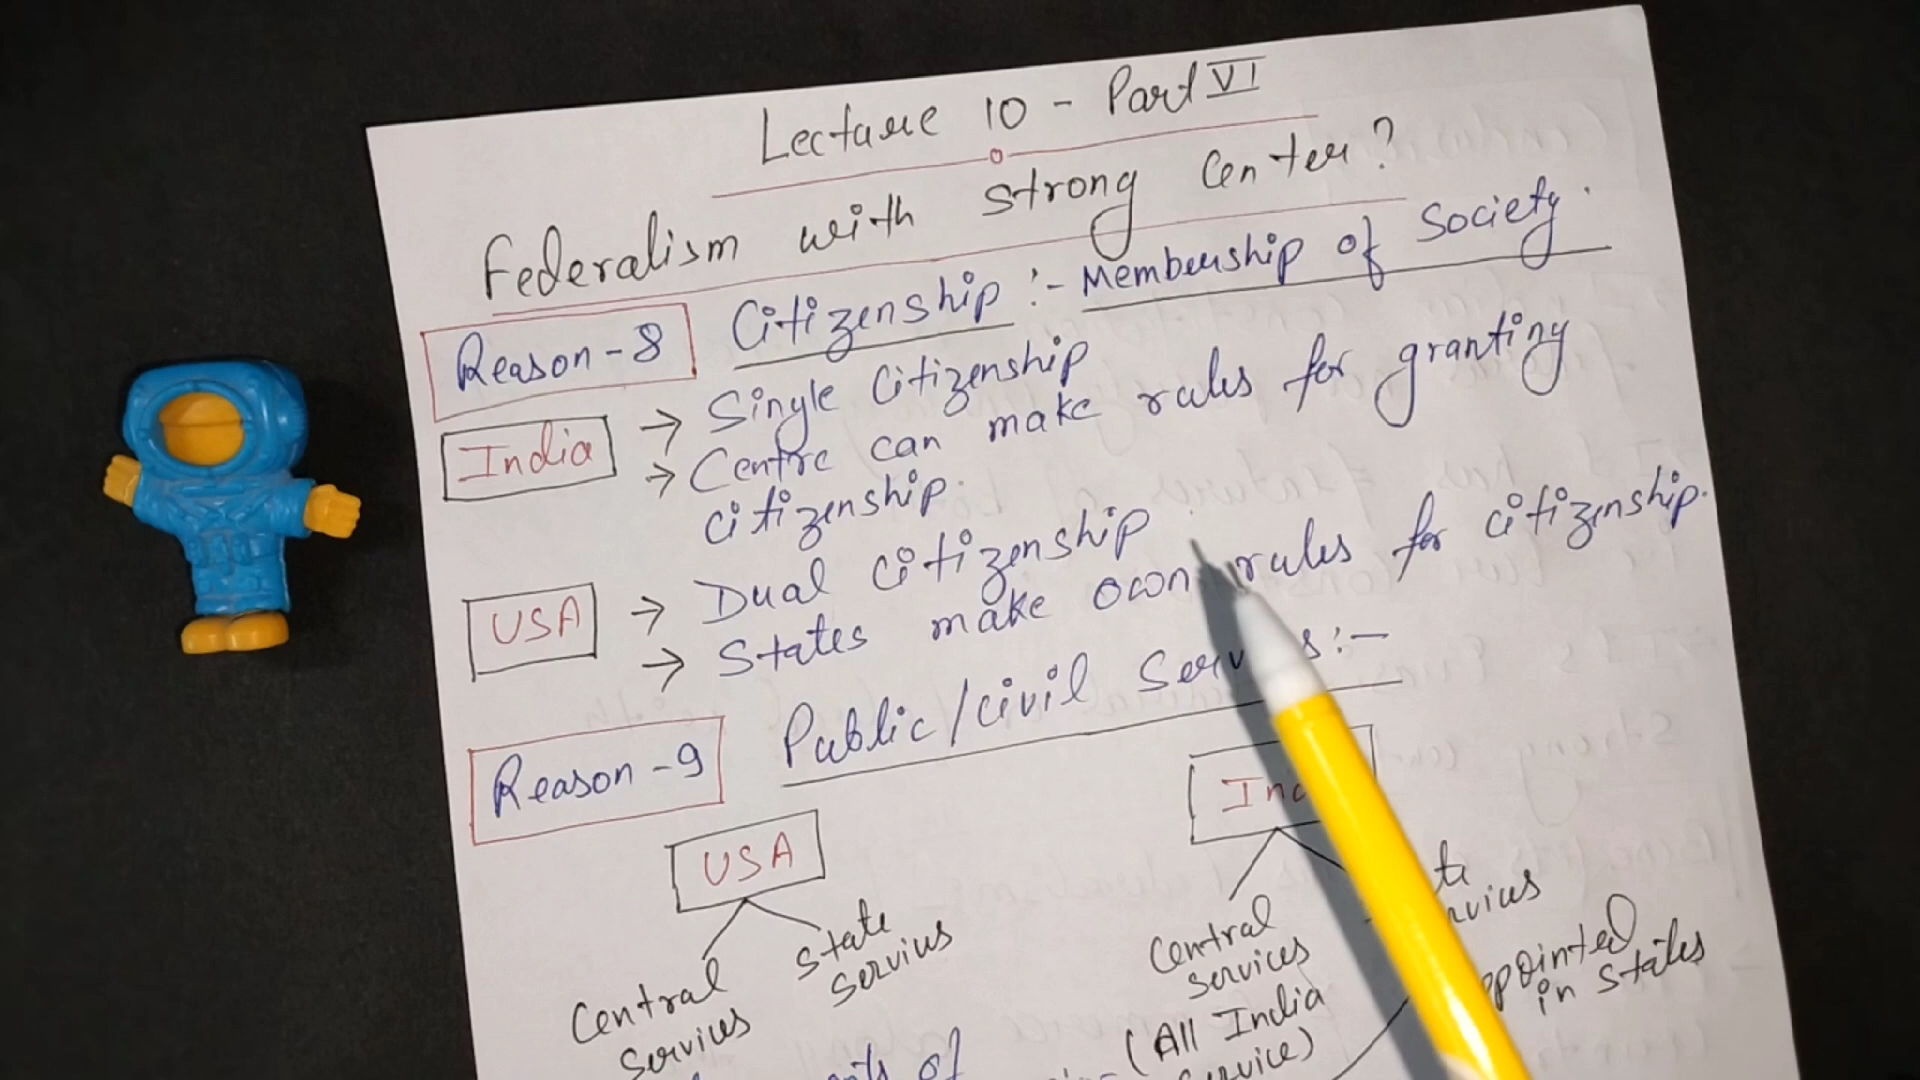 Lecture 10 - Part VI
Federalism with strong Center?
Reason-8 Citizenship :- Membership of Society.
India → Single Citizenship
→ Centre can make rules for granting
citizenship.
USA → Dual citizenship
→ States make own rules for citizenship.
Reason-9 Public/civil
USA
Central
Services
State
Services
Central
Services
(All India
appointed
in States
of